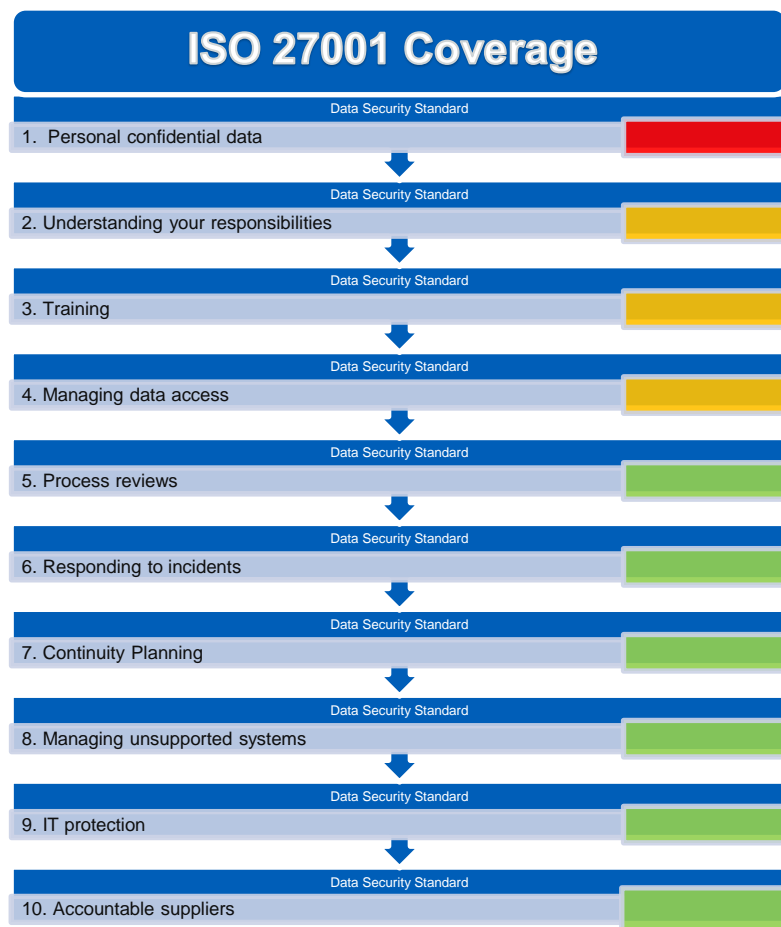 ISO 27001 Coverage
Data Security Standard
1. Personal confidential data
Data Security Standard
2. Understanding your responsibilities
Data Security Standard
3. Training
Data Security Standard
4. Managing data access
Data Security Standard
5. Process reviews
Data Security Standard
6. Responding to incidents
Data Security Standard
7. Continuity Planning
Data Security Standard
8. Managing unsupported systems
Data Security Standard
9. IT protection
Data Security Standard
10. Accountable suppliers